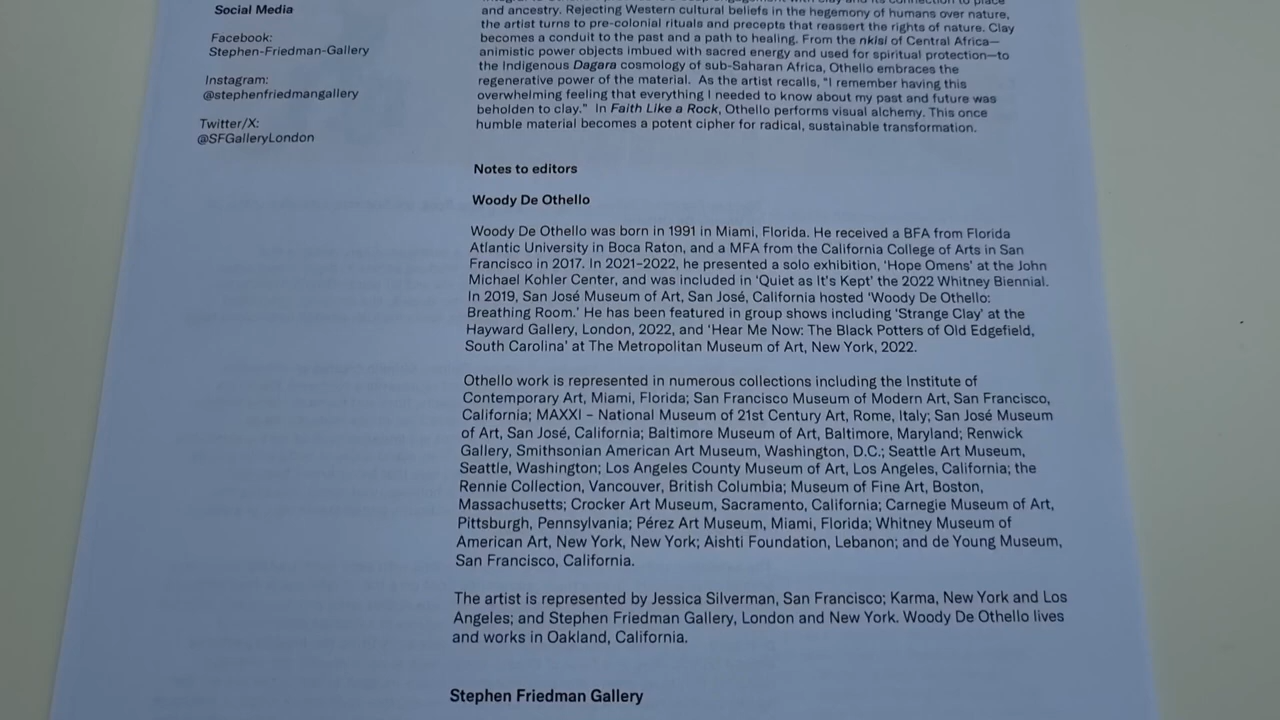 Social Media
Facebook:
Stephen-Friedman-Gallery
Instagram:
@stephenfriedmangallery
Twitter/X:
@SFGalleryLondon
and ancestry. Rejecting Western cultural beliefs in the hegemony of humans over nature,
the artist turns to pre-colonial rituals and precepts that reassert the rights of nature. Clay
becomes a conduit to the past and a path to healing. From the nkisi of Central Africa—
animistic power objects imbued with sacred energy and used for spiritual protection—to
the Indigenous Dagara cosmology of sub-Saharan Africa, Othello embraces the
regenerative power of the material. As the artist recalls, "I remember having this
overwhelming feeling that everything I needed to know about my past and future was
beholden to clay." In Faith Like a Rock, Othello performs visual alchemy. This once
humble material becomes a potent cipher for radical, sustainable transformation.
Notes to editors
Woody De Othello
Woody De Othello was born in 1991 in Miami, Florida. He received a BFA from Florida
Atlantic University in Boca Raton, and a MFA from the California College of Arts in San
Francisco in 2017. In 2021–2022, he presented a solo exhibition, 'Hope Omens' at the John
Michael Kohler Center, and was included in 'Quiet as It's Kept' the 2022 Whitney Biennial.
In 2019, San José Museum of Art, San José, California hosted 'Woody De Othello:
Breathing Room.' He has been featured in group shows including 'Strange Clay' at the
Hayward Gallery, London, 2022, and 'Hear Me Now: The Black Potters of Old Edgefield,
South Carolina' at The Metropolitan Museum of Art, New York, 2022.
Othello work is represented in numerous collections including the Institute of
Contemporary Art, Miami, Florida; San Francisco Museum of Modern Art, San Francisco,
California; MAXXI – National Museum of 21st Century Art, Rome, Italy; San José Museum
of Art, San José, California; Baltimore Museum of Art, Baltimore, Maryland; Renwick
Gallery, Smithsonian American Art Museum, Washington, D.C.; Seattle Art Museum,
Seattle, Washington; Los Angeles County Museum of Art, Los Angeles, California; the
Rennie Collection, Vancouver, British Columbia; Museum of Fine Art, Boston,
Massachusetts; Crocker Art Museum, Sacramento, California; Carnegie Museum of Art,
Pittsburgh, Pennsylvania; Pérez Art Museum, Miami, Florida; Whitney Museum of
American Art, New York, New York; Aishti Foundation, Lebanon; and de Young Museum,
San Francisco, California.
The artist is represented by Jessica Silverman, San Francisco; Karma, New York and Los
Angeles; and Stephen Friedman Gallery, London and New York. Woody De Othello lives
and works in Oakland, California.
Stephen Friedman Gallery